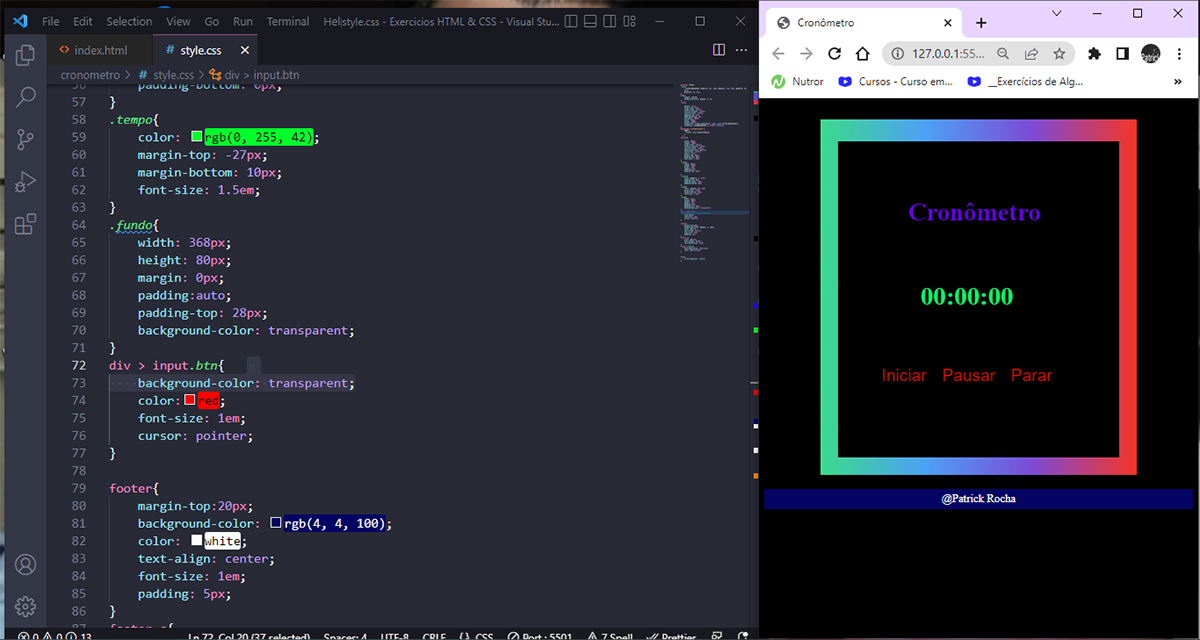 File Edit Selection View Go Run Terminal Hel style.css - Exercicios HTML & CSS - Visual Stu...
index.html # style.css
cronometro > # style.css > div > input.btn
56 padding-bottom: 0px;
57 }
58 .tempo{
59 color: rgb(0, 255, 42);
60 margin-top: -27px;
61 margin-bottom: 10px;
62 font-size: 1.5em;
63 }
64 .fundo{
65 width: 368px;
66 height: 80px;
67 margin: 0px;
68 padding:auto;
69 padding-top: 28px;
70 background-color: transparent;
71 }
72 div > input.btn{
73 background-color: transparent;
74 color: red;
75 font-size: 1em;
76 cursor: pointer;
77 }
78
79 footer{
80 margin-top:20px;
81 background-color: rgb(4, 4, 100);
82 color: white;
83 text-align: center;
84 font-size: 1em;
85 padding: 5px;
86 }
87 footer
0 0 13 Ln 72, Col 20 (37 selected) Spaces: 4 UTF-8 CRLF {} CSS Port : 5501 7 Spell Prettier
Cronômetro
127.0.0.1:55...
Nutror Cursos - Curso em... __Exercícios de Alg... »
Cronômetro
00:00:00
Iniciar Pausar Parar
@Patrick Rocha